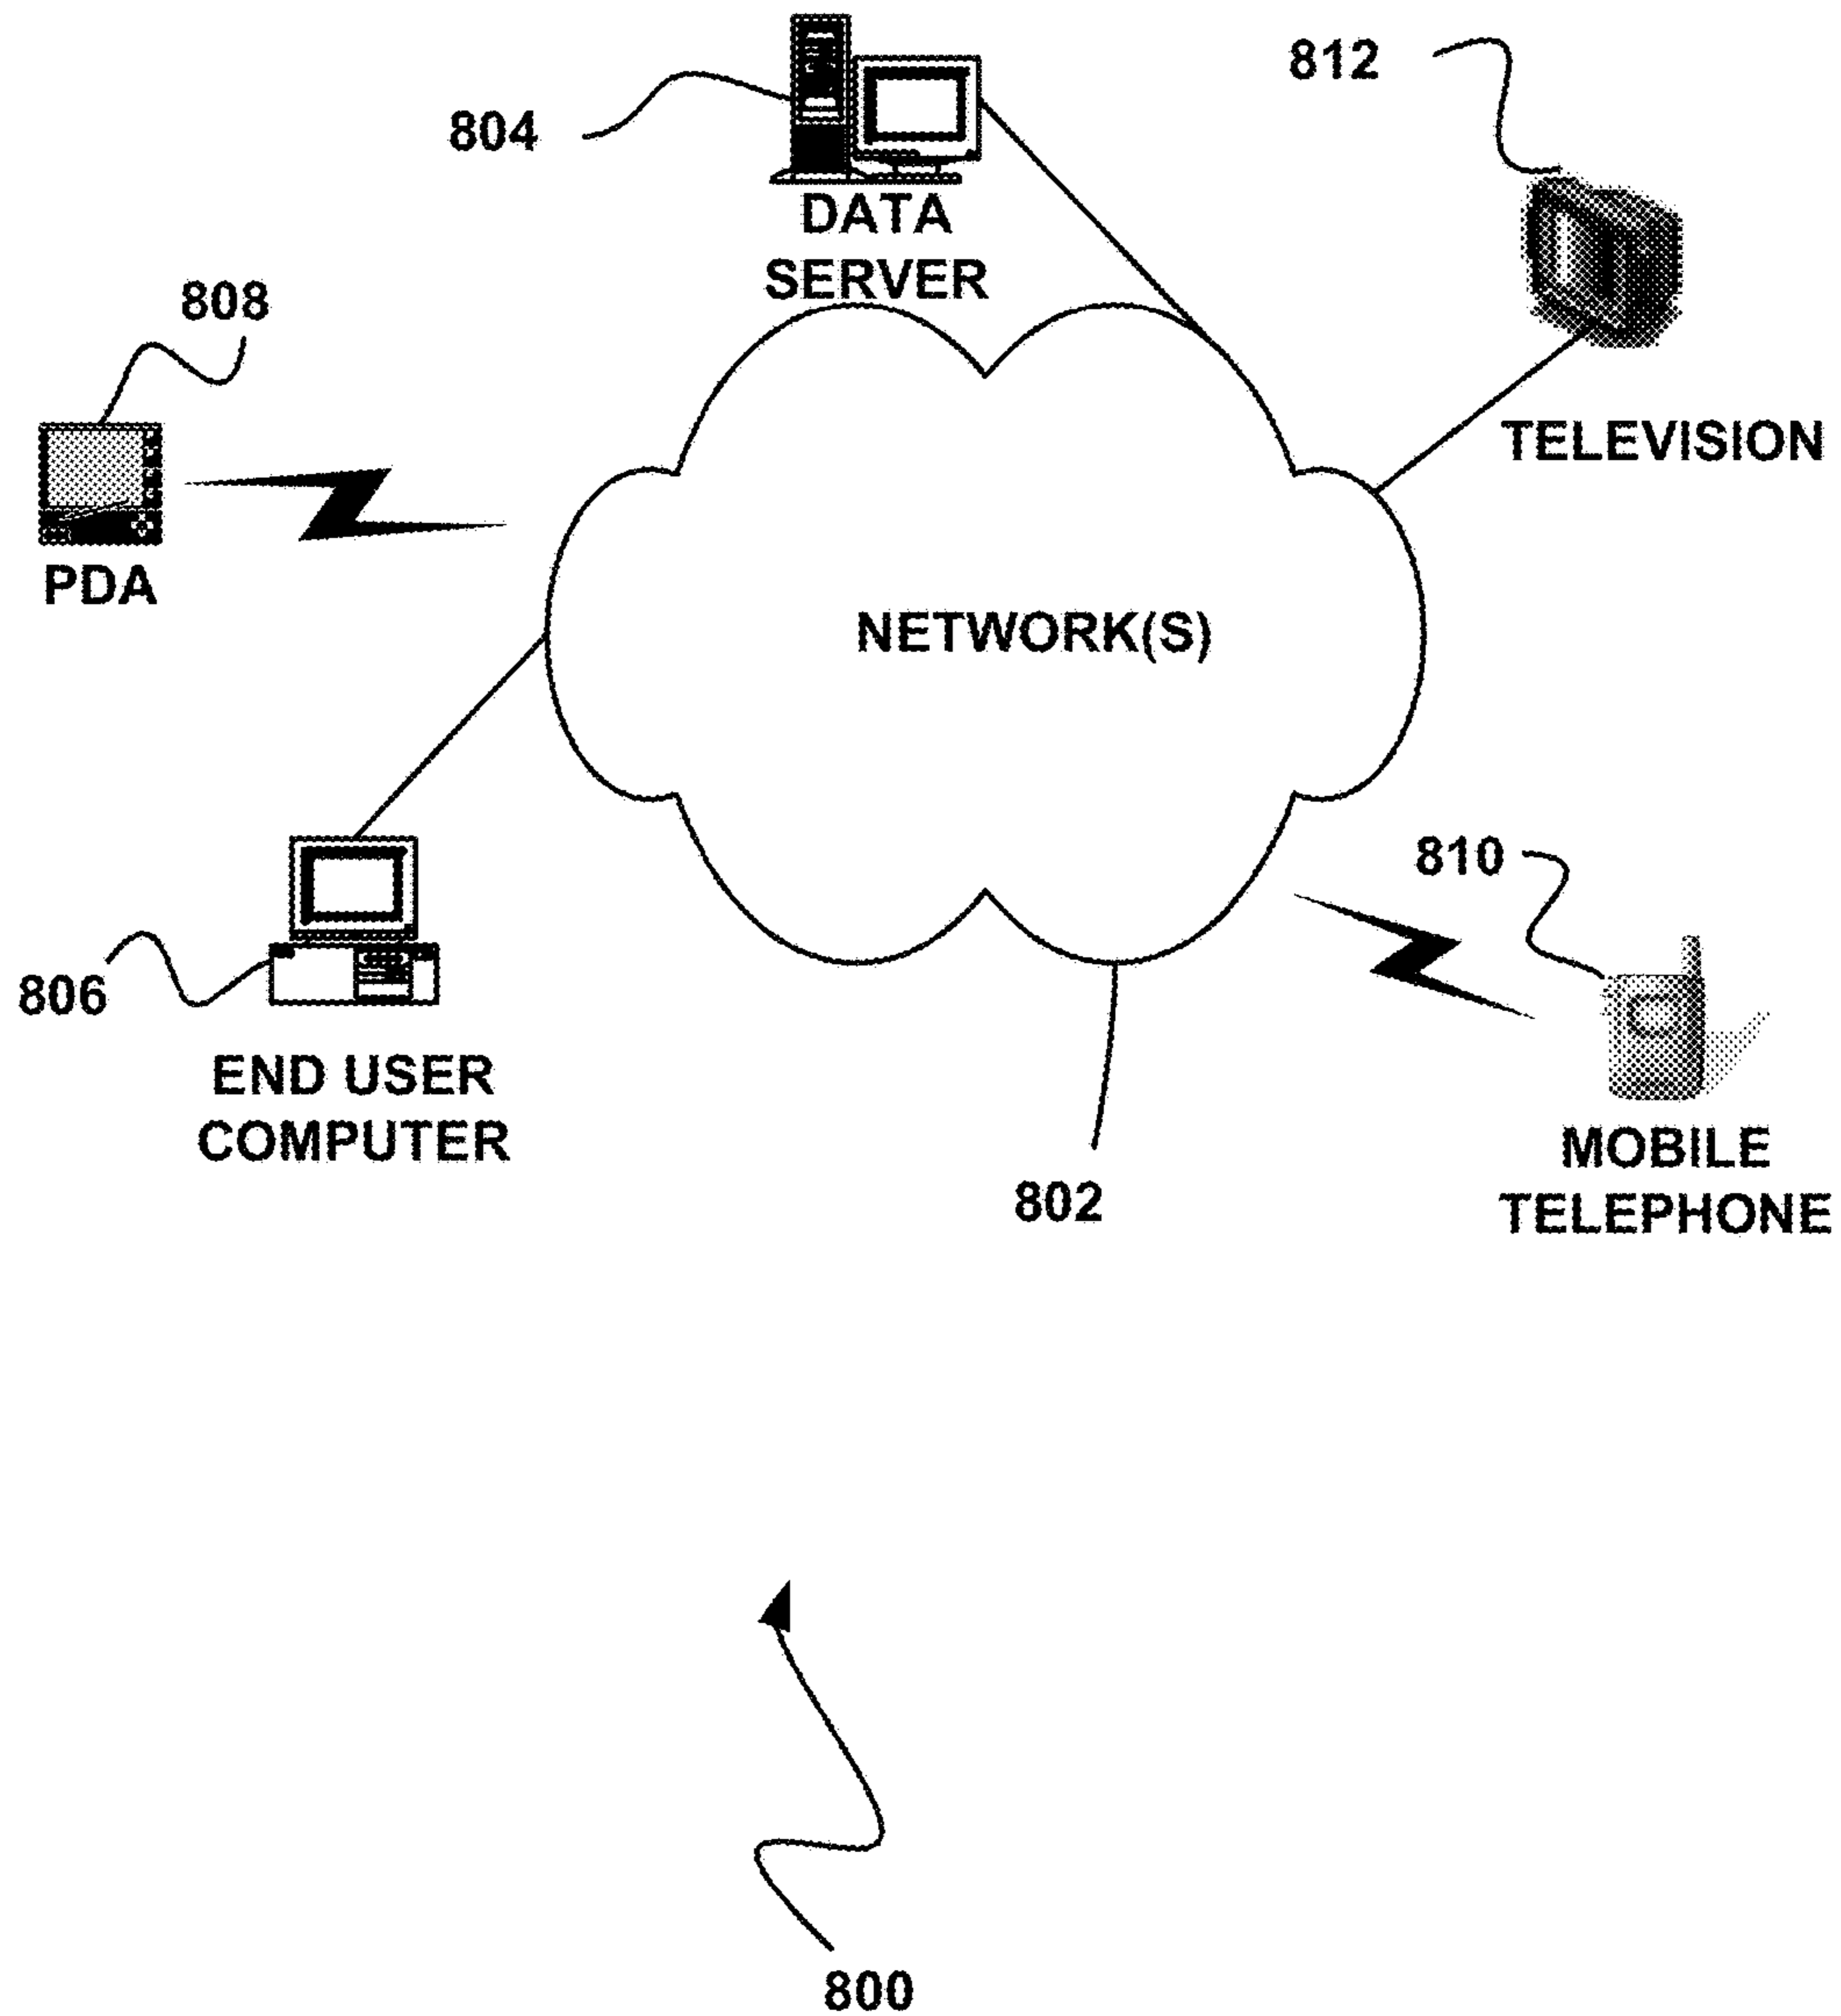 812
804
DATA
SERVER
808
TELEVISION
PDA
NETWORK(S)
810
806
END USER
COMPUTER
MOBILE
TELEPHONE
802
800